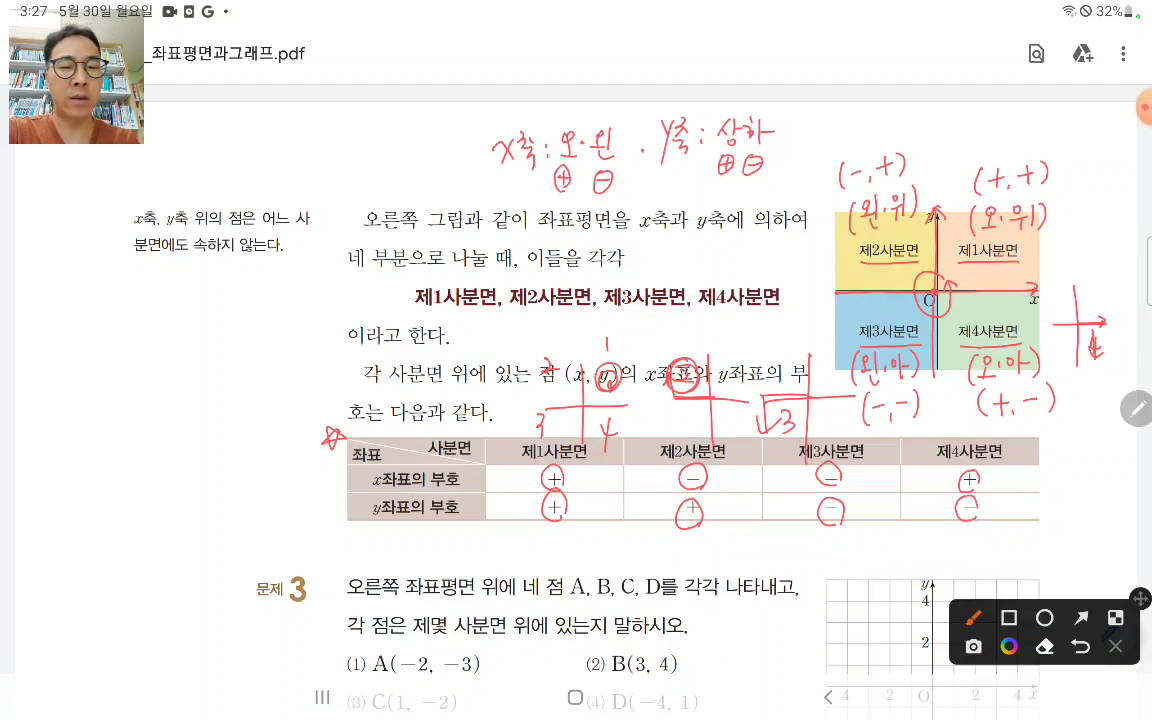 3:27 5월 30일 월요일 G •
32%
_좌표평면과그래프.pdf
x축: 오·왼 . y축: 상하
⊕ ⊖ ⊕ ⊖
(-,+) (+,+)
(왼·위) (오·위)
x축, y축 위의 점은 어느 사
분면에도 속하지 않는다.
오른쪽 그림과 같이 좌표평면을 x축과 y축에 의하여
네 부분으로 나눌 때, 이들을 각각
제1사분면, 제2사분면, 제3사분면, 제4사분면
이라고 한다.
각 사분면 위에 있는 점 (x, y)의 x좌표와 y좌표의 부
호는 다음과 같다.
y
제2사분면 제1사분면
O x
제3사분면 제4사분면
(왼·아) (오·아)
(-,-) (+,-)
1
2
3 4
3
4
좌표 사분면 제1사분면 제2사분면 제3사분면 제4사분면
x좌표의 부호 + − − +
y좌표의 부호 + + − −
문제 3 오른쪽 좌표평면 위에 네 점 A, B, C, D를 각각 나타내고,
각 점은 제몇 사분면 위에 있는지 말하시오.
(1) A(−2, −3) (2) B(3, 4)
(3) C(1, −2) (4) D(−4, 1)
y
4
2
4 2 O 2 4 x